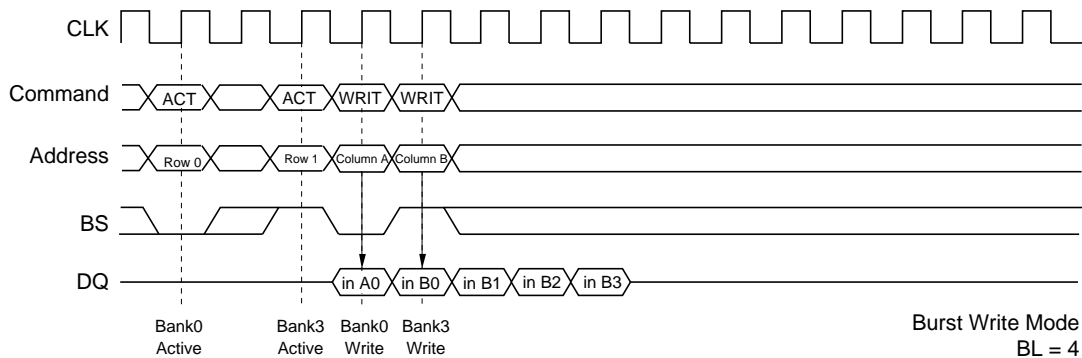 CLK
Command ACT ACT WRIT WRIT
Address Row 0 Row 1 Column A Column B
BS
DQ in A0 in B0 in B1 in B2 in B3
Bank0 Bank3 Bank0 Bank3
Active Active Write Write
Burst Write Mode
BL = 4